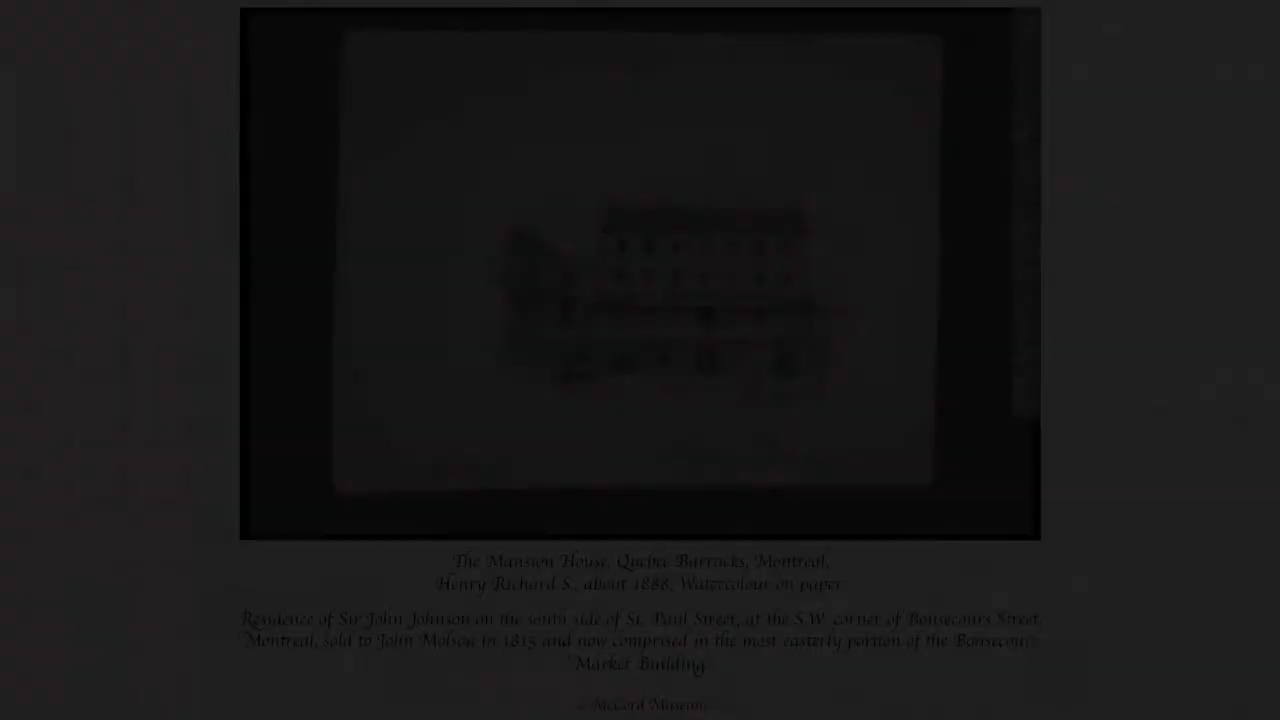 The Mansion House, Quebec Barracks, Montreal,
Henry Richard S., about 1888, Watercolour on paper
Residence of Sir John Johnson on the south side of St. Paul Street, at the S.W. corner of Bonsecours Street,
Montreal, sold to John Molson in 1815 and now comprised in the most easterly portion of the Bonsecours
Market Building.
- McCord Museum -